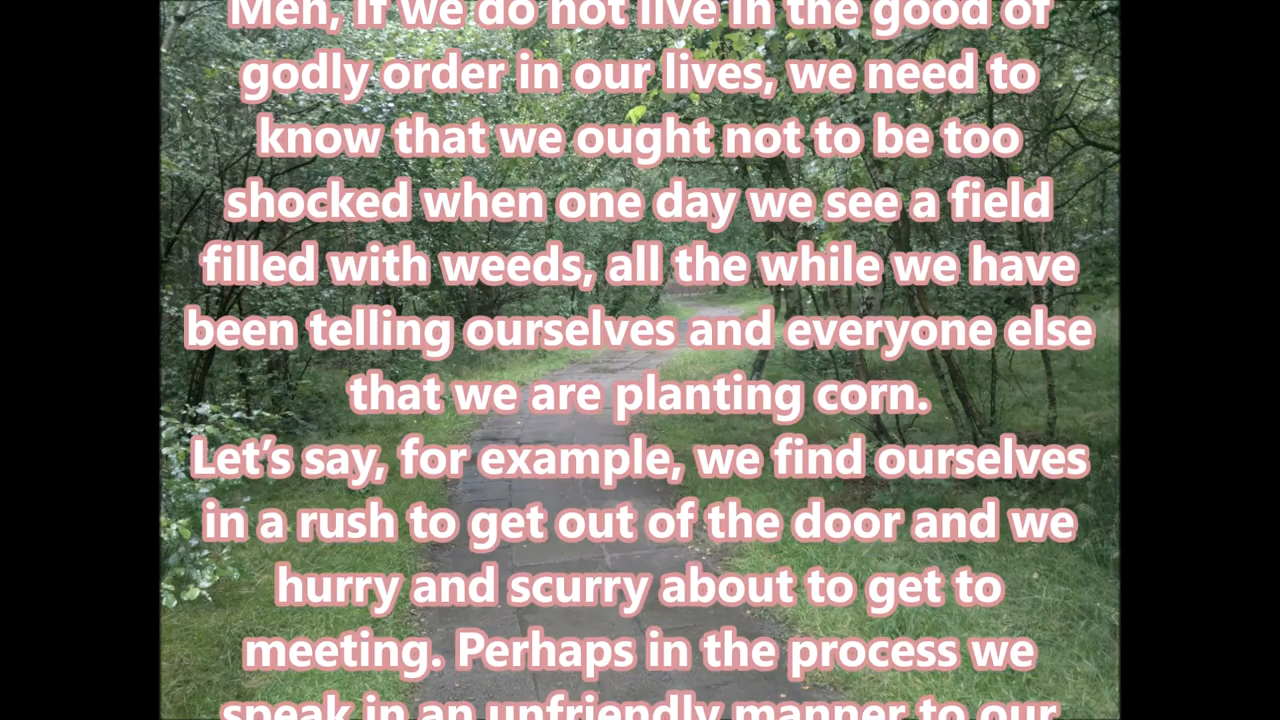 Men, if we do not live in the good of
godly order in our lives, we need to
know that we ought not to be too
shocked when one day we see a field
filled with weeds, all the while we have
been telling ourselves and everyone else
that we are planting corn.
Let’s say, for example, we find ourselves
in a rush to get out of the door and we
hurry and scurry about to get to
meeting. Perhaps in the process we
speak in an unfriendly manner to our